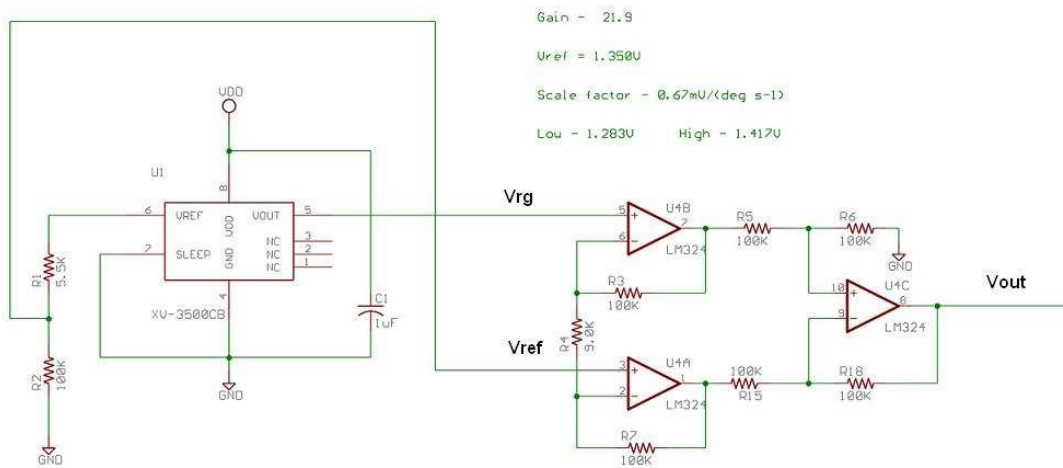 Gain - 21.9
Vref = 1.350V
Scale factor - 0.67mV/(deg s-1)
Low - 1.283V High - 1.417V
VDD
U1
8
6 VREF VDD VOUT 5
7 SLEEP GND NC 3
NC 2
NC 1
4
XV-3500CB
R1
5.5K
R2
100K
GND
GND
C1
1uF
Vrg
Vref
5 + U4B
7
6 -
LM324
R3
100K
R4
9.0K
3 + U4A
1
2 -
LM324
R7
100K
R5
100K
R6
100K
GND
10 + U4C
8
9 -
LM324
100K
R15
R18
100K
Vout